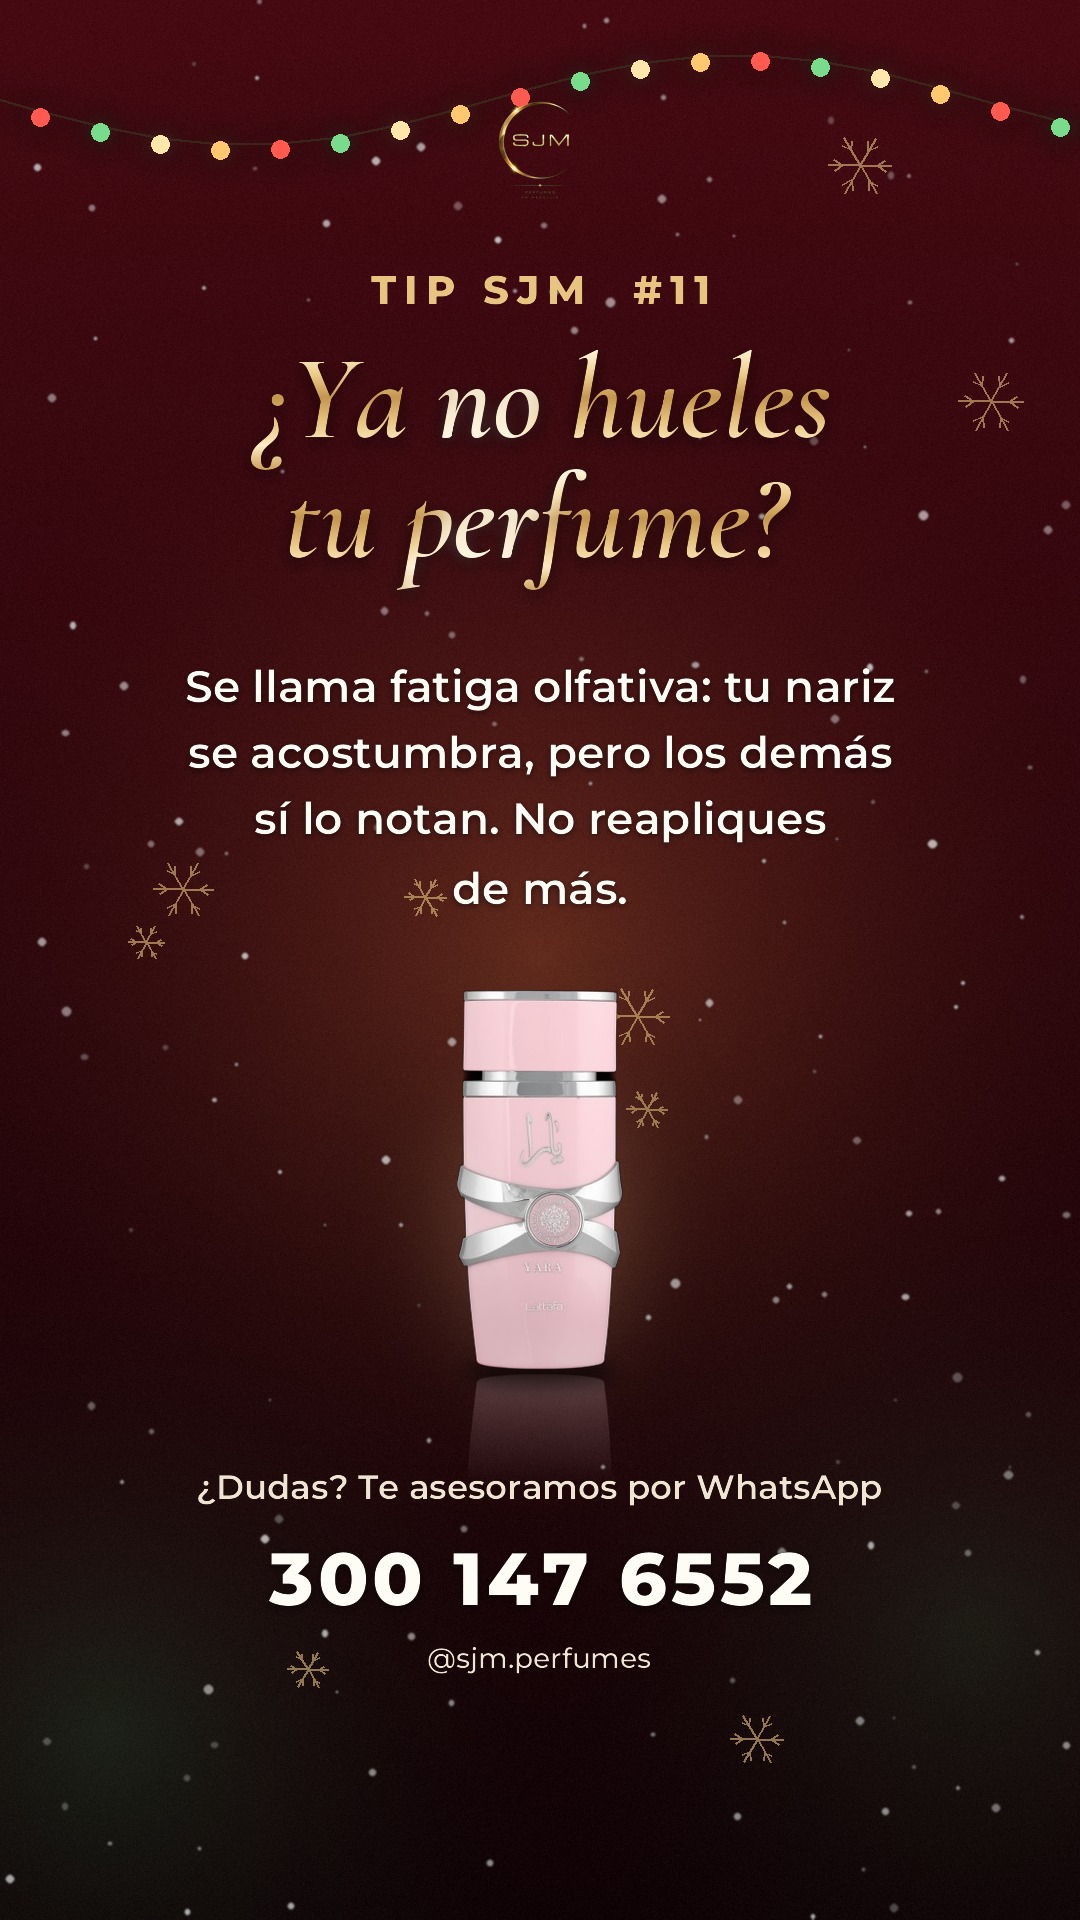 SJM
TIP SJM #11
¿Ya no hueles
tu perfume?
Se llama fatiga olfativa: tu nariz
se acostumbra, pero los demás
sí lo notan. No reapliques
de más.
يارا
YARA
Lattafa
¿Dudas? Te asesoramos por WhatsApp
300 147 6552
@sjm.perfumes